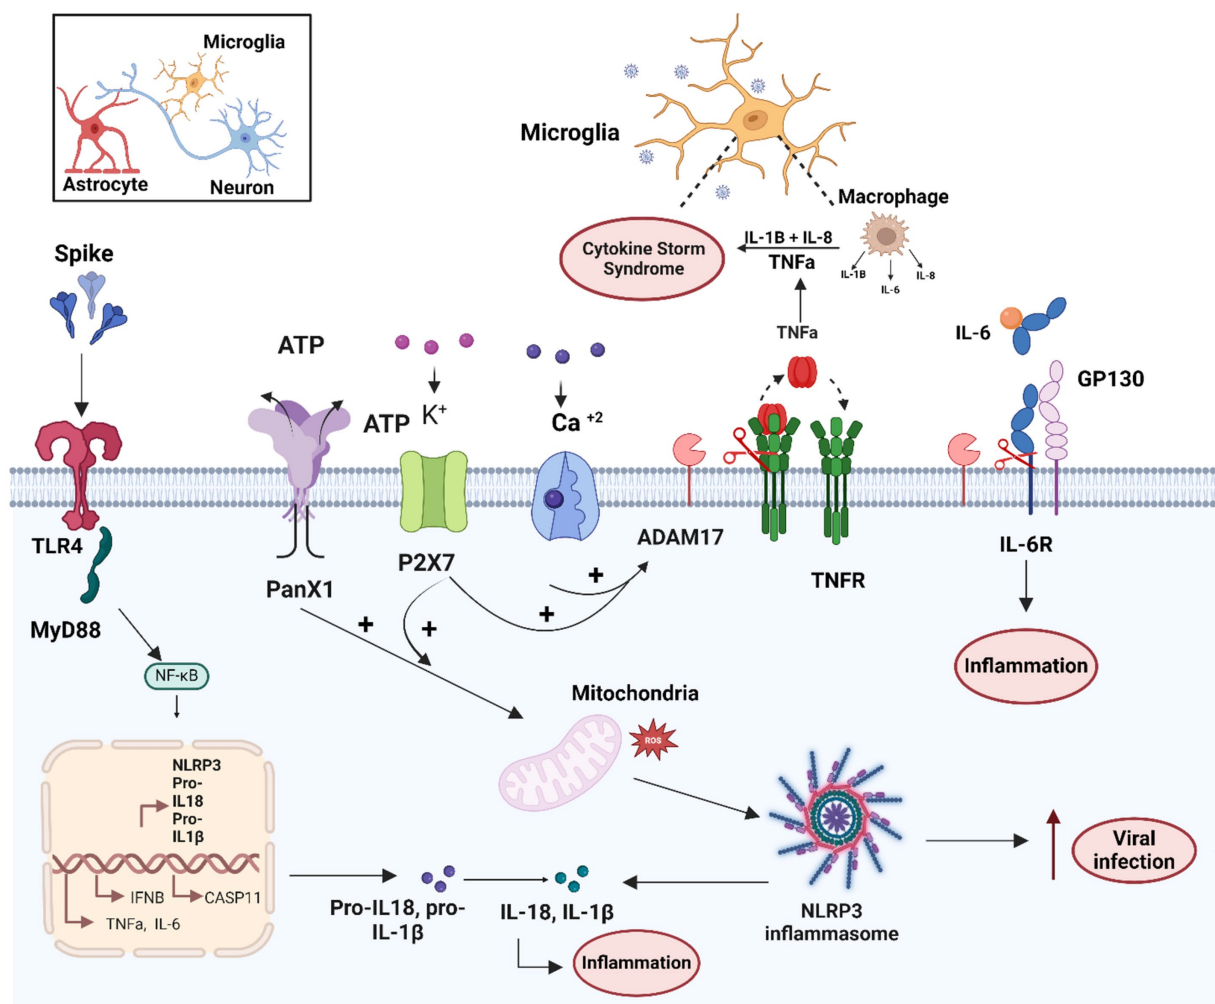 Microglia
Astrocyte
Neuron
Microglia
Macrophage
Cytokine Storm
Syndrome
IL-1B + IL-8
TNFa
IL-1B
IL-6
IL-8
TNFa
Spike
ATP
ATP
K+
Ca +2
IL-6
GP130
TLR4
MyD88
PanX1
P2X7
ADAM17
TNFR
IL-6R
+
+
+
+
NF-κB
Inflammation
Mitochondria
ROS
NLRP3
Pro-
IL18
Pro-
IL1β
IFNB
CASP11
TNFa, IL-6
Pro-IL18, pro-
IL-1β
IL-18, IL-1β
NLRP3
inflammasome
Viral
infection
Inflammation